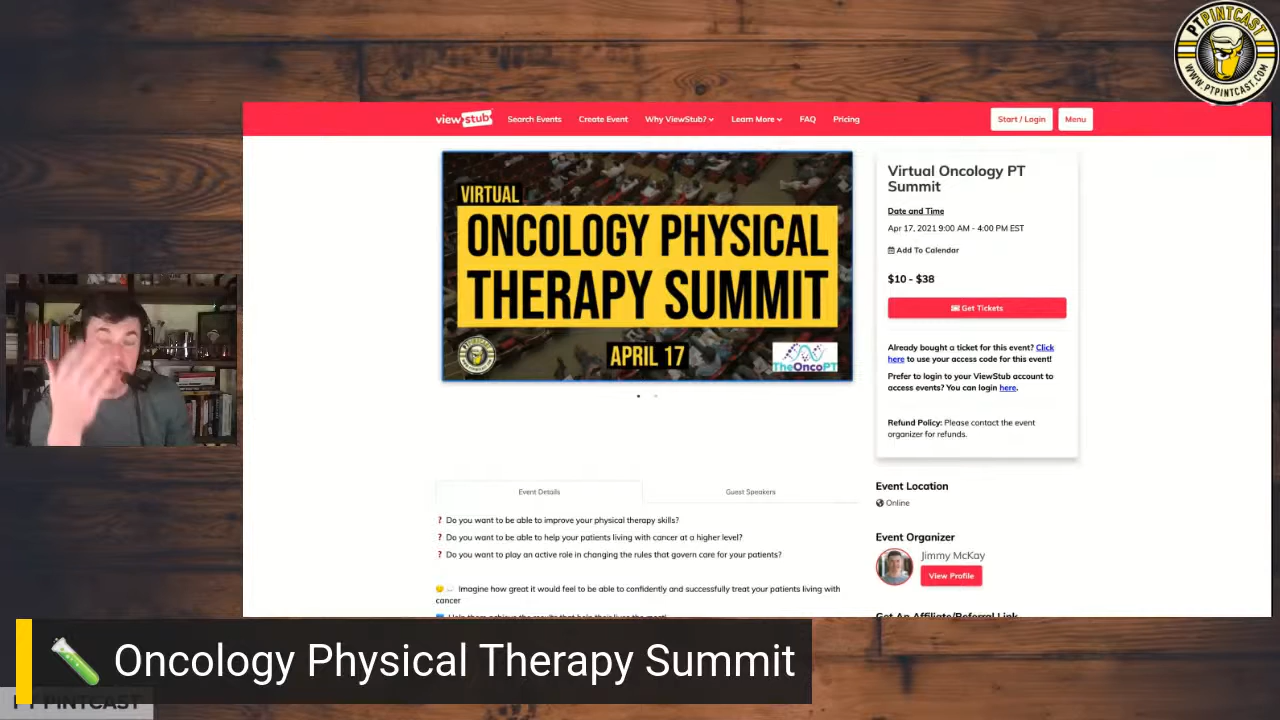 PT PINTCAST
WWW.PTPINTCAST.COM
viewstub
Search Events
Create Event
Why ViewStub?
Learn More
FAQ
Pricing
Start / Login
Menu
VIRTUAL
ONCOLOGY PHYSICAL
THERAPY SUMMIT
APRIL 17
TheOncoPT
Virtual Oncology PT
Summit
Date and Time
Apr 17, 2021 9:00 AM - 4:00 PM EST
Add To Calendar
$10 - $38
Get Tickets
Already bought a ticket for this event? Click
here to use your access code for this event!
Prefer to login to your ViewStub account to
access events? You can login here.
Refund Policy: Please contact the event
organizer for refunds.
Event Details
Guest Speakers
? Do you want to be able to improve your physical therapy skills?
? Do you want to be able to help your patients living with cancer at a higher level?
? Do you want to play an active role in changing the rules that govern care for your patients?
Imagine how great it would feel to be able to confidently and successfully treat your patients living with
cancer
Event Location
Online
Event Organizer
Jimmy McKay
View Profile
Get An Affiliate/Referral Link
Oncology Physical Therapy Summit
PT PINTCAST